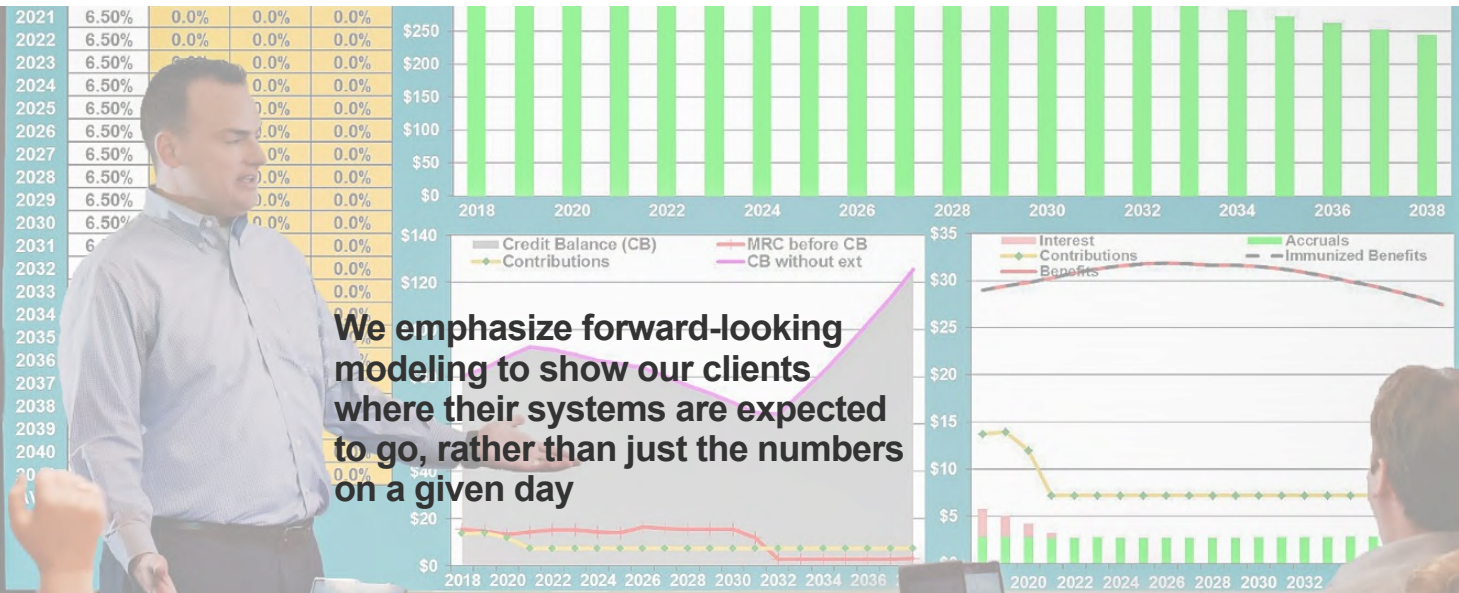 2021 6.50% 0.0% 0.0% 0.0%
2022 6.50% 0.0% 0.0% 0.0%
2023 6.50% 0.0% 0.0%
2024 6.50% 0.0% 0.0%
2025 6.50% 0.0% 0.0%
2026 6.50% .0% 0.0%
2027 6.50% .0% 0.0%
2028 6.50% 0.0% 0.0%
2029 6.50% 0.0% 0.0%
2030 6.50% 0.0% 0.0%
2031 0.0%
2032 0.0%
2033 0.0%
2034
2035
2036
2037
2038
2039
2040
0.0%
$250
$200
$150
$100
$50
$0
2018 2020 2022 2024 2026 2028 2030 2032 2034 2036 2038
$140
$120
$40
$20
$0
Credit Balance (CB) MRC before CB
Contributions CB without ext
2018 2020 2022 2024 2026 2028 2030 2032 2034 2036
$35
$30
$25
$20
$15
$10
$5
Interest Accruals
Contributions Immunized Benefits
Benefits
2020 2022 2024 2026 2028 2030 2032
We emphasize forward-looking
modeling to show our clients
where their systems are expected
to go, rather than just the numbers
on a given day